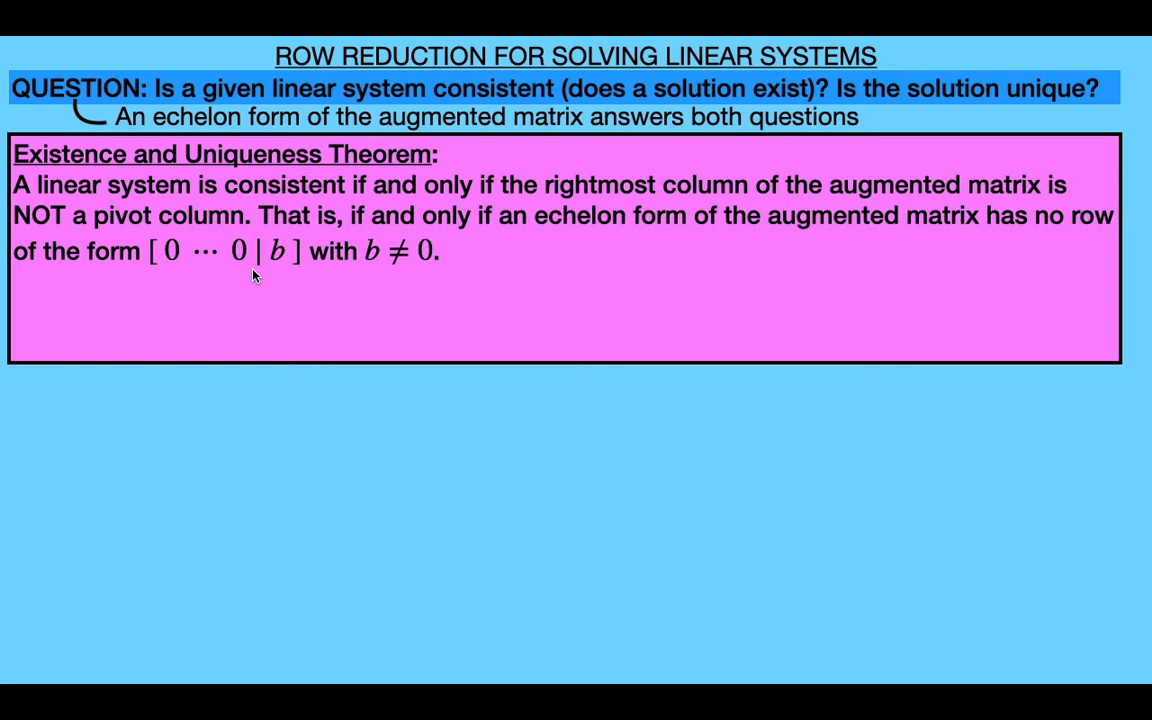 ROW REDUCTION FOR SOLVING LINEAR SYSTEMS
QUESTION: Is a given linear system consistent (does a solution exist)? Is the solution unique?
An echelon form of the augmented matrix answers both questions
Existence and Uniqueness Theorem:
A linear system is consistent if and only if the rightmost column of the augmented matrix is
NOT a pivot column. That is, if and only if an echelon form of the augmented matrix has no row
of the form [ 0 ⋯ 0 | b ] with b ≠ 0.